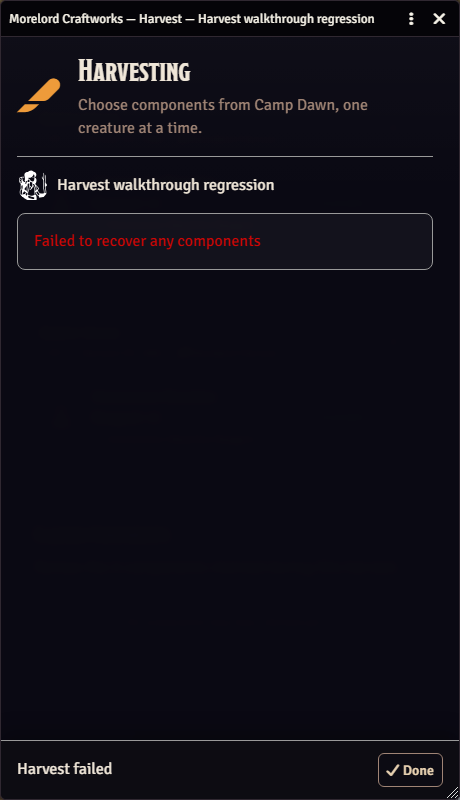 Morelord Craftworks — Harvest — Harvest walkthrough regression
Harvesting
Choose components from Camp Dawn, one
creature at a time.
Harvest walkthrough regression
Failed to recover any components
Harvest failed
Done